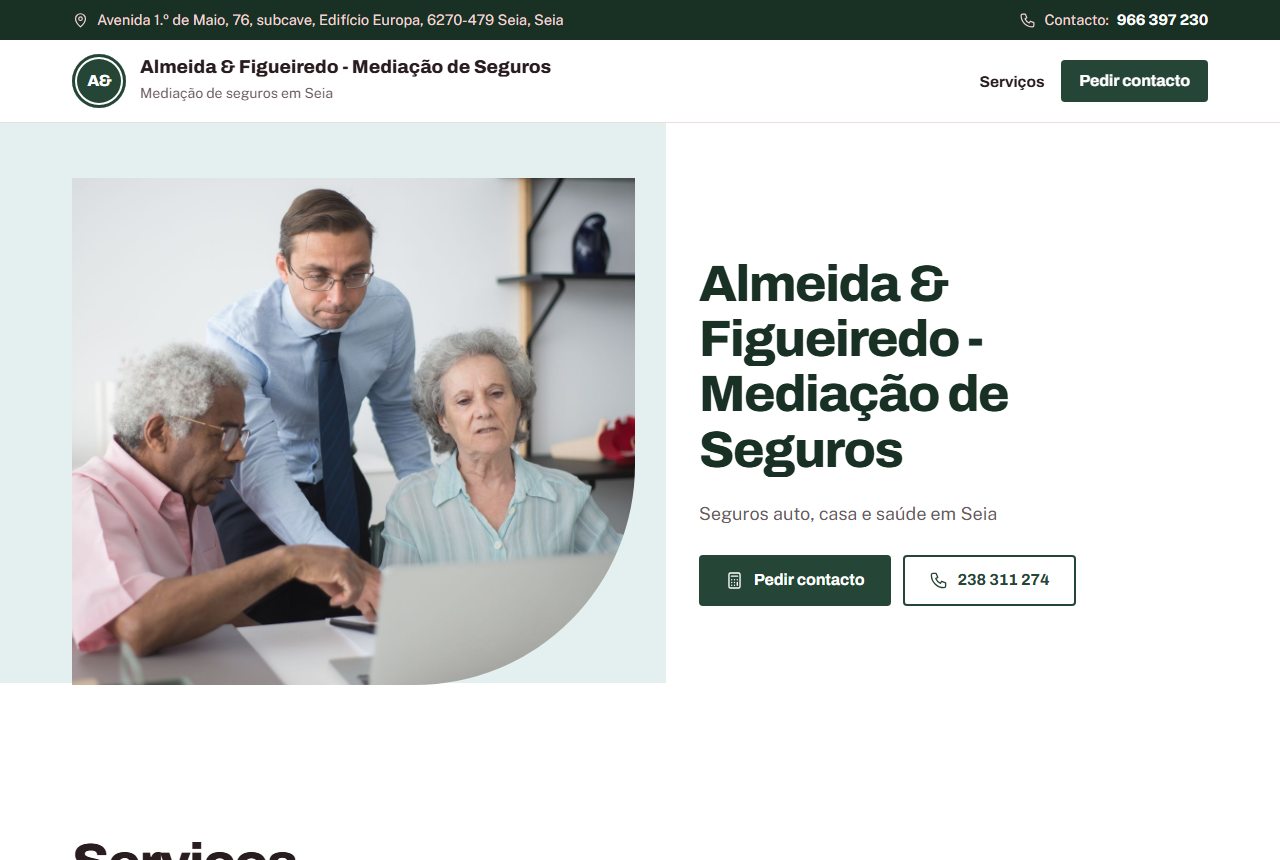 Avenida 1.º de Maio, 76, subcave, Edifício Europa, 6270-479 Seia, Seia
Contacto: 966 397 230
A&
Almeida & Figueiredo - Mediação de Seguros
Mediação de seguros em Seia
Serviços
Pedir contacto
Almeida &
Figueiredo -
Mediação de
Seguros
Seguros auto, casa e saúde em Seia
Pedir contacto
238 311 274
Serviços